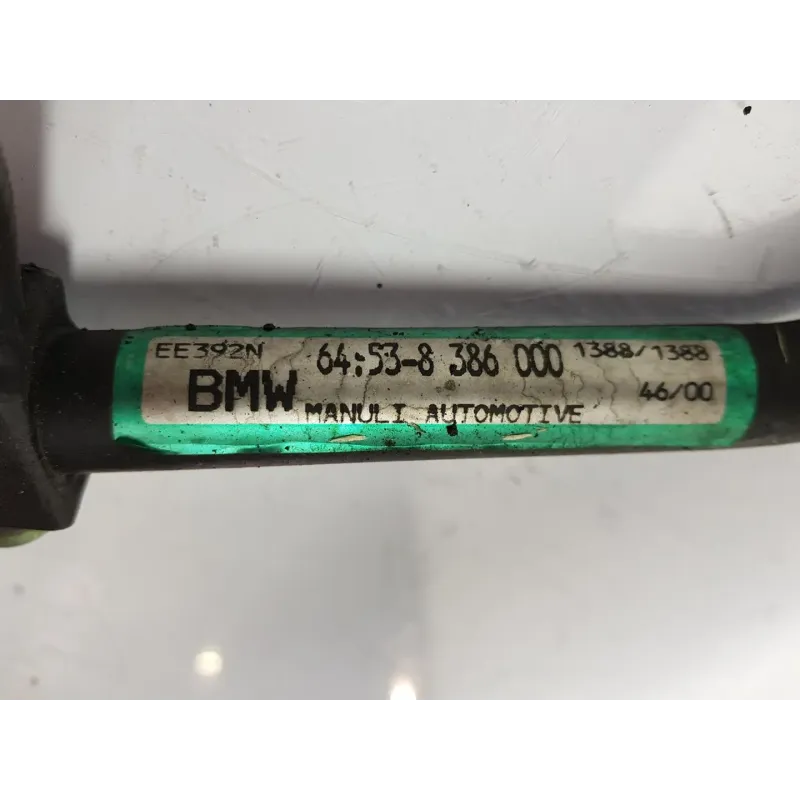 EE392N 64:53-8 386 000 1388/1388
BMW MANULI AUTOMOTIVE 46/00